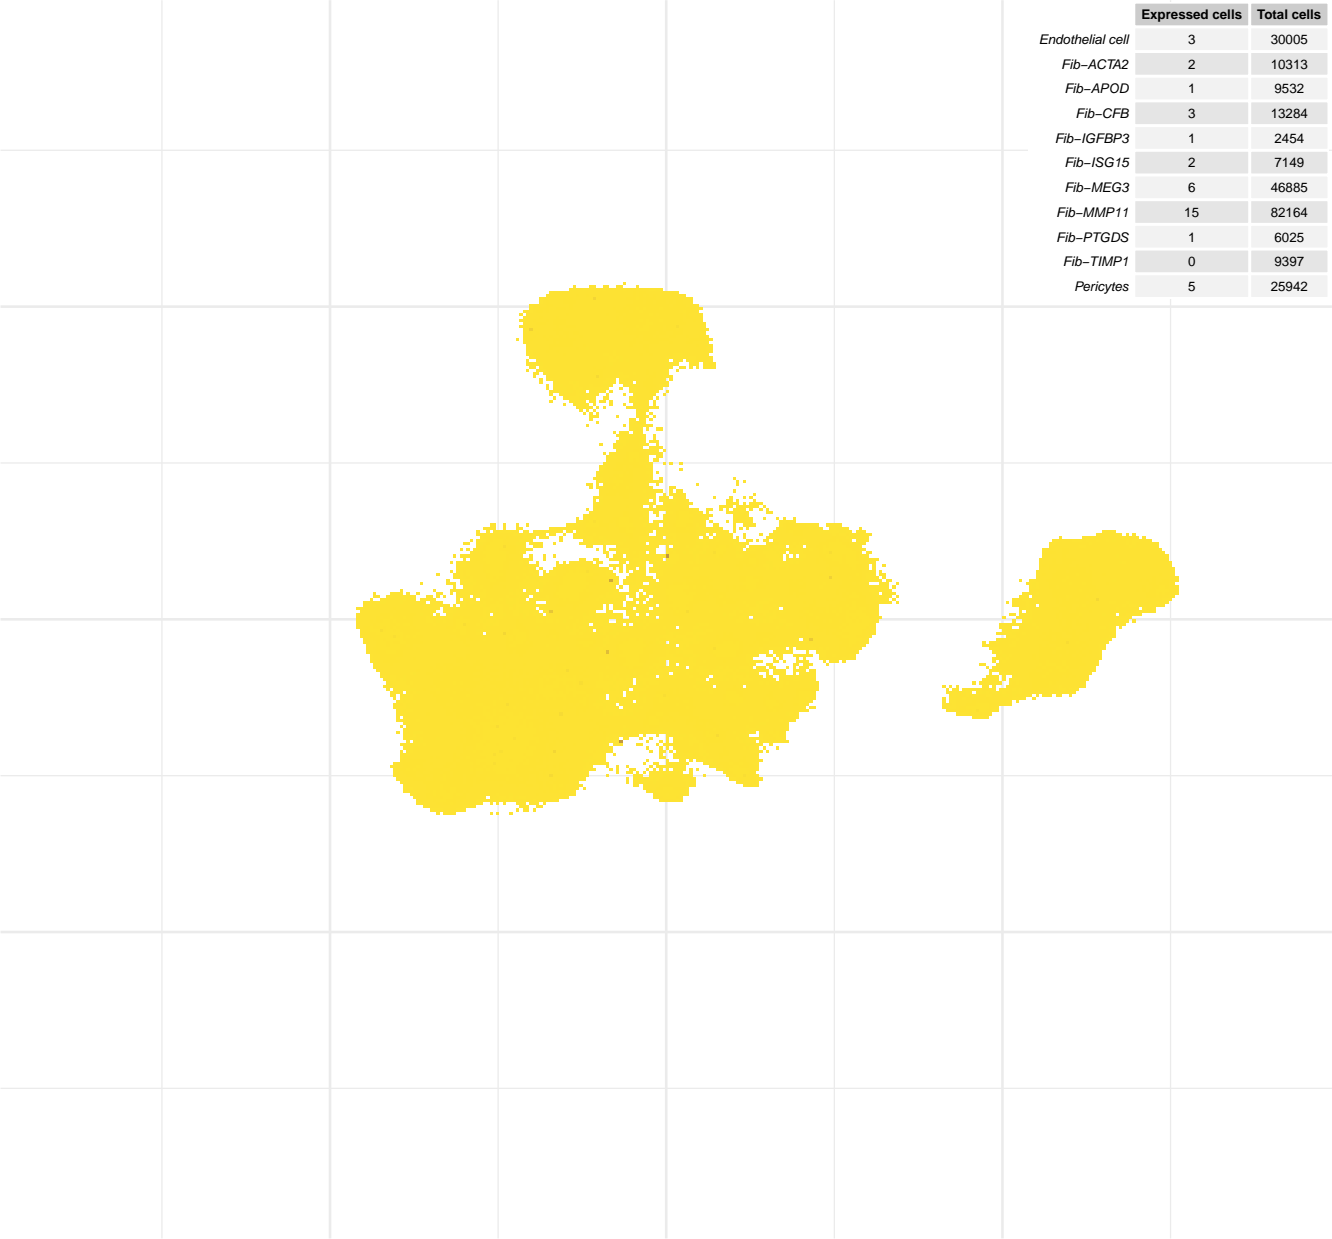 Expressed cells Total cells
Endothelial cell 3 30005
Fib−ACTA2 2 10313
Fib−APOD 1 9532
Fib−CFB 3 13284
Fib−IGFBP3 1 2454
Fib−ISG15 2 7149
Fib−MEG3 6 46885
Fib−MMP11 15 82164
Fib−PTGDS 1 6025
Fib−TIMP1 0 9397
Pericytes 5 25942